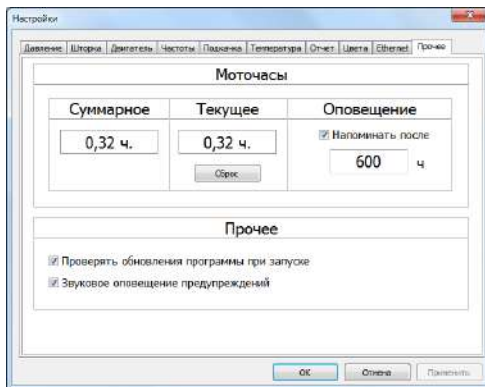 Настройки
Давление Шторка Двигатель Частоты Подкачка Температура Отчет Цвета Ethernet Прочее
Моточасы
Суммарное Текущее Оповещение
0,32 ч. 0,32 ч. Напоминать после
Сброс 600 ч
Прочее
Проверять обновления программы при запуске
Звуковое оповещение предупреждений
ОК Отмена Применить